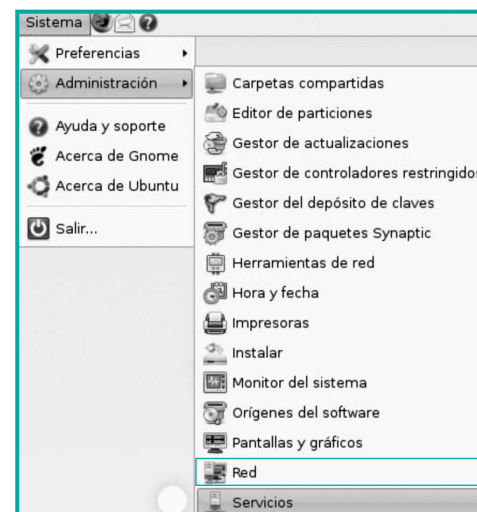 Sistema
Preferencias
Administración
Ayuda y soporte
Acerca de Gnome
Acerca de Ubuntu
Salir...
Carpetas compartidas
Editor de particiones
Gestor de actualizaciones
Gestor de controladores restringidos
Gestor del depósito de claves
Gestor de paquetes Synaptic
Herramientas de red
Hora y fecha
Impresoras
Instalar
Monitor del sistema
Orígenes del software
Pantallas y gráficos
Red
Servicios